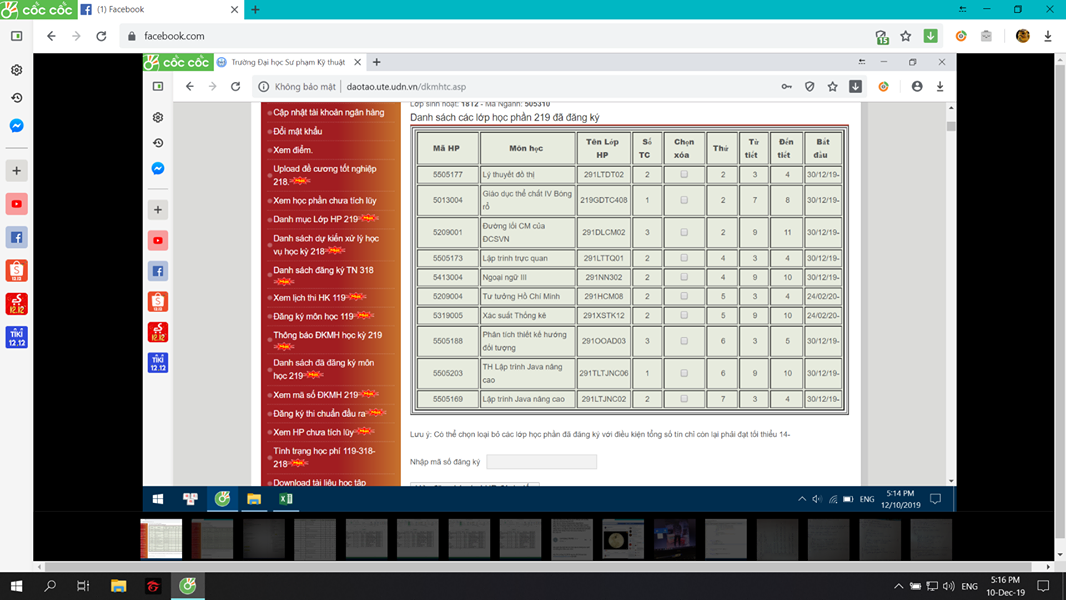 cốc cốc
(1) Facebook
facebook.com
15
cốc cốc
Trường Đại học Sư phạm Kỹ thuật
Không bảo mật
daotao.ute.udn.vn/dkmhtc.asp
Cập nhật tài khoản ngân hàng
Đổi mật khẩu
Xem điểm.
Upload đề cương tốt nghiệp
218.
Xem học phần chưa tích lũy
Danh mục Lớp HP 219
Danh sách dự kiến xử lý học
vụ học kỳ 218
Danh sách đăng ký TN 318
Xem lịch thi HK 119
Đăng ký môn học 119
Thông báo ĐKMH học kỳ 219
Danh sách đã đăng ký môn
học 219
Xem mã số ĐKMH 219
Đăng ký thi chuẩn đầu ra
Xem HP chưa tích lũy
Tình trạng học phí 119-318-
218
Download tài liệu học tập
Lớp sinh hoạt: 1812 - Mã Ngành: 505310
Danh sách các lớp học phần 219 đã đăng ký
Mã HP Môn học Tên Lớp HP Số TC Chọn xóa Thứ Từ tiết Đến tiết Bắt đầu
5505177 Lý thuyết đồ thị 291LTDT02 2 2 3 4 30/12/19-
5013004 Giáo dục thể chất IV Bóng rổ 219GDTC408 1 2 7 8 30/12/19-
5209001 Đường lối CM của ĐCSVN 291DLCM02 3 2 9 11 30/12/19-
5505173 Lập trình trực quan 291LTTQ01 2 4 3 4 30/12/19-
5413004 Ngoại ngữ III 291NN302 2 4 9 10 30/12/19-
5209004 Tư tưởng Hồ Chí Minh 291HCM08 2 5 3 4 24/02/20-
5319005 Xác suất Thống kê 291XSTK12 2 5 9 10 24/02/20-
5505188 Phân tích thiết kế hướng đối tượng 291OOAD03 3 6 3 5 30/12/19-
5505203 TH Lập trình Java nâng cao 291TLTJNC06 1 6 9 10 30/12/19-
5505169 Lập trình Java nâng cao 291LTJNC02 2 7 3 4 30/12/19-
Lưu ý: Có thể chọn loại bỏ các lớp học phần đã đăng ký với điều kiện tổng số tín chỉ còn lại phải đạt tối thiểu 14-
Nhập mã số đăng ký
ENG
5:14 PM
12/10/2019
12.12
TIKI
12.12
12.12
TIKI
12.12
ENG
5:16 PM
10-Dec-19